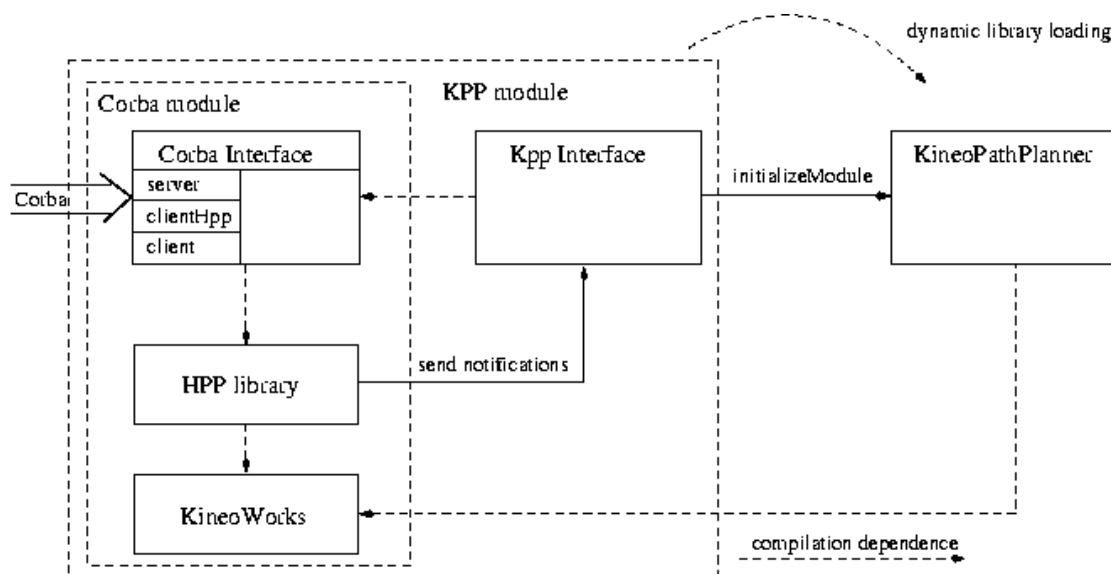 dynamic library loading
KPP module
Corba module
Corba Interface
server
clientHpp
client
Corba
Kpp Interface
KineoPathPlanner
initializeModule
HPP library
send notifications
KineoWorks
compilation dependence